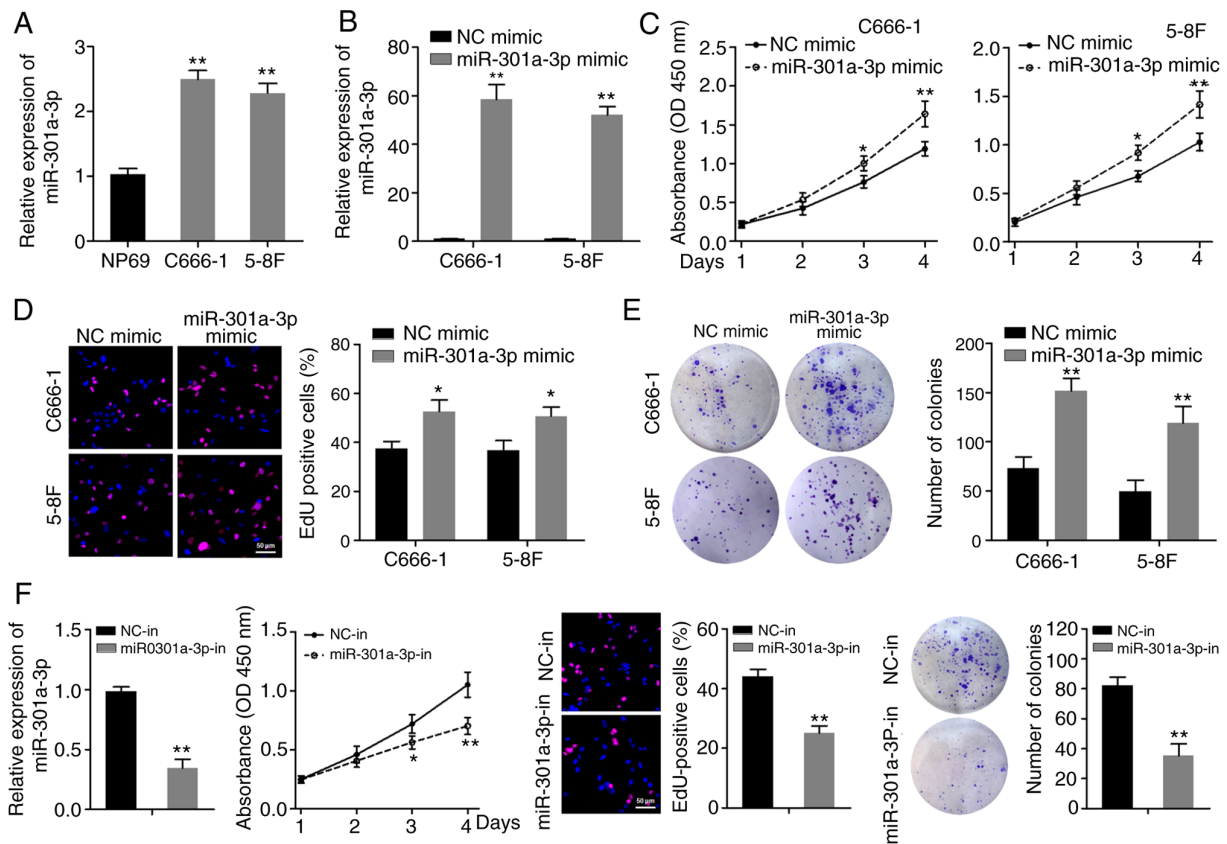 A
Relative expression of
miR-301a-3p
3
2
1
0
**
**
NP69 C666-1 5-8F
B
Relative expression of
miR-301a-3p
80
60
40
20
0
NC mimic
miR-301a-3p mimic
**
**
C666-1 5-8F
C
C666-1
Absorbance (OD 450 nm)
2.5
2.0
1.5
1.0
0.5
0.0
NC mimic
miR-301a-3p mimic
*
**
Days 1 2 3 4
5-8F
2.0
1.5
1.0
0.5
0.0
NC mimic
miR-301a-3p mimic
*
**
1 2 3 4
D
NC mimic
miR-301a-3p
mimic
C666-1
5-8F
50 μm
EdU positive cells (%)
80
60
40
20
0
NC mimic
miR-301a-3p mimic
*
*
C666-1 5-8F
E
NC mimic
miR-301a-3p
mimic
C666-1
5-8F
Number of colonies
200
150
100
50
0
NC mimic
miR-301a-3p mimic
**
**
C666-1 5-8F
F
Relative expression of
miR-301a-3p
1.5
1.0
0.5
0.0
NC-in
miR0301a-3p-in
**
Absorbance (OD 450 nm)
1.5
1.0
0.5
0.0
NC-in
miR-301a-3p-in
*
**
1 2 3 4 Days
NC-in
miR-301a-3p-in
50 μm
EdU-positive cells (%)
60
40
20
0
NC-in
miR-301a-3p-in
**
NC-in
miR-301a-3P-in
Number of colonies
120
100
80
60
40
20
0
NC-in
miR-301a-3p-in
**